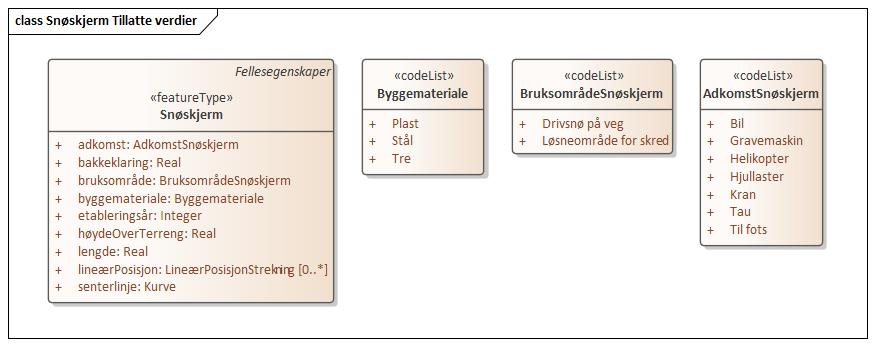 class Snøskjerm Tillatte verdier
Fellesegenskaper
«featureType»
Snøskjerm
+ adkomst: AdkomstSnøskjerm
+ bakkeklaring: Real
+ bruksområde: BruksområdeSnøskjerm
+ byggemateriale: Byggemateriale
+ etableringsår: Integer
+ høydeOverTerreng: Real
+ lengde: Real
+ lineærPosisjon: LineærPosisjonStrekning [0..*]
+ senterlinje: Kurve
«codeList»
Byggemateriale
+ Plast
+ Stål
+ Tre
«codeList»
BruksområdeSnøskjerm
+ Drivsnø på veg
+ Løsneområde for skred
«codeList»
AdkomstSnøskjerm
+ Bil
+ Gravemaskin
+ Helikopter
+ Hjullaster
+ Kran
+ Tau
+ Til fots